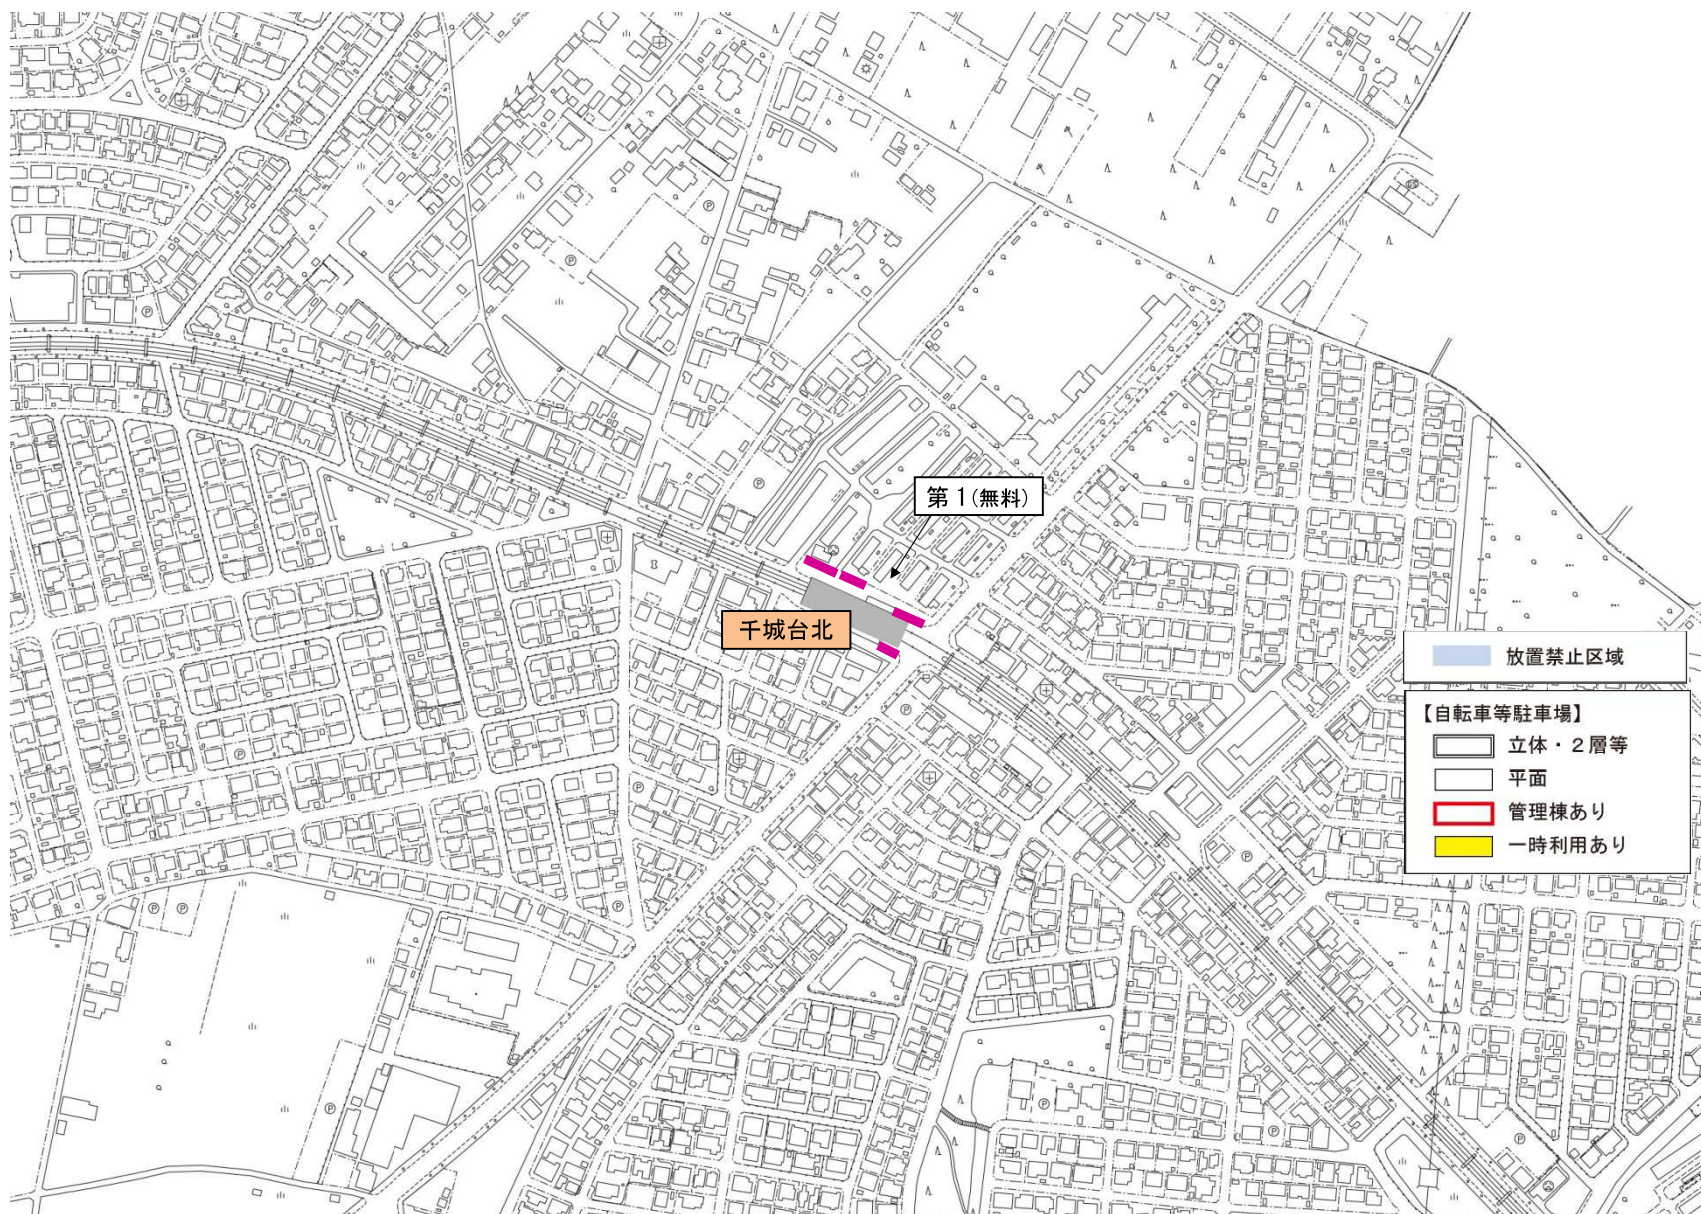 第1(無料)
千城台北
放置禁止区域
【自転車等駐車場】
立体・2層等
平面
管理棟あり
一時利用あり